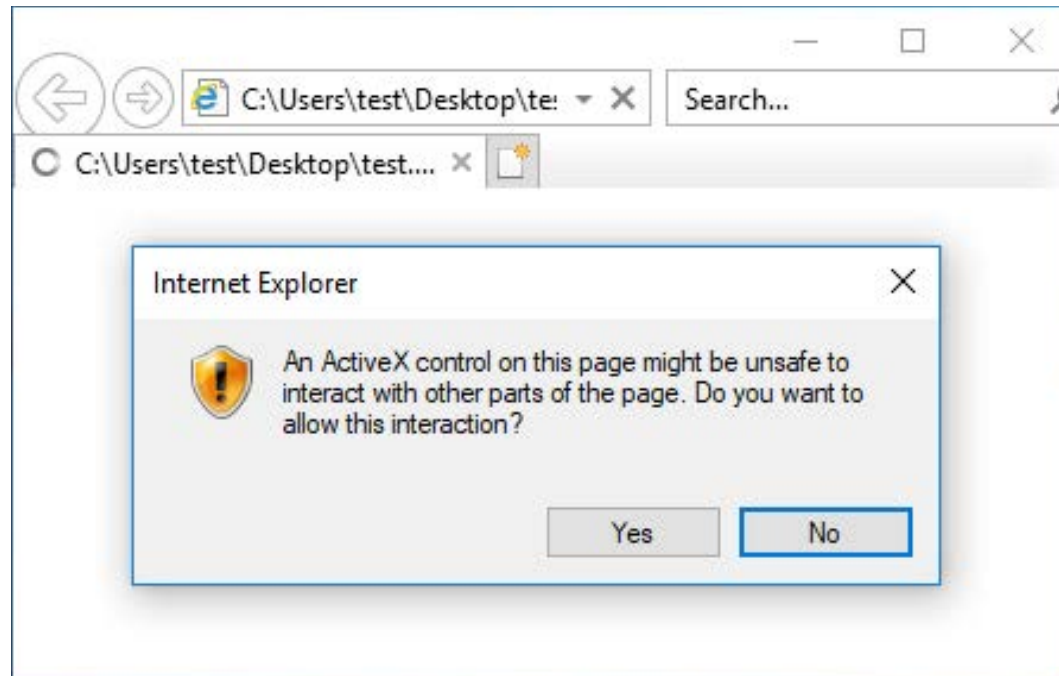 C:\Users\test\Desktop\te
Search...
C:\Users\test\Desktop\test....
Internet Explorer
An ActiveX control on this page might be unsafe to
interact with other parts of the page. Do you want to
allow this interaction?
Yes No